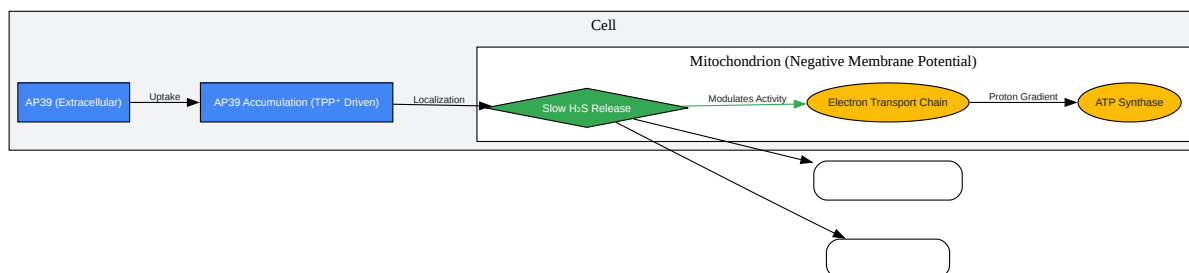 Cell
Mitochondrion (Negative Membrane Potential)
AP39 (Extracellular)
Uptake
AP39 Accumulation (TPP⁺ Driven)
Localization
Slow H₂S Release
Modulates Activity
Electron Transport Chain
Proton Gradient
ATP Synthase